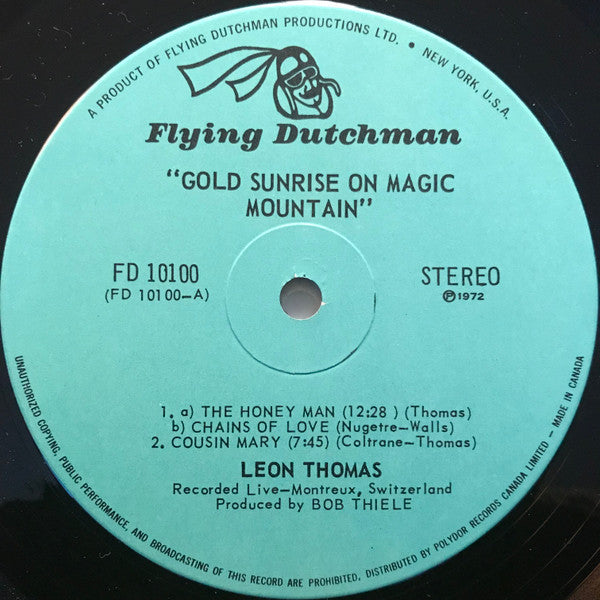 A PRODUCT OF FLYING DUTCHMAN PRODUCTIONS LTD. • NEW YORK, U.S.A.
Flying Dutchman
"GOLD SUNRISE ON MAGIC
MOUNTAIN"
FD 10100
(FD 10100-A)
STEREO
Ⓟ1972
1. a) THE HONEY MAN (12:28 ) (Thomas)
b) CHAINS OF LOVE (Nugetre-Walls)
2. COUSIN MARY (7:45) (Coltrane-Thomas)
LEON THOMAS
Recorded Live-Montreux, Switzerland
Produced by BOB THIELE
UNAUTHORIZED COPYING, PUBLIC PERFORMANCE, AND BROADCASTING OF THIS RECORD ARE PROHIBITED, DISTRIBUTED BY POLYDOR RECORDS CANADA LIMITED - MADE IN CANADA